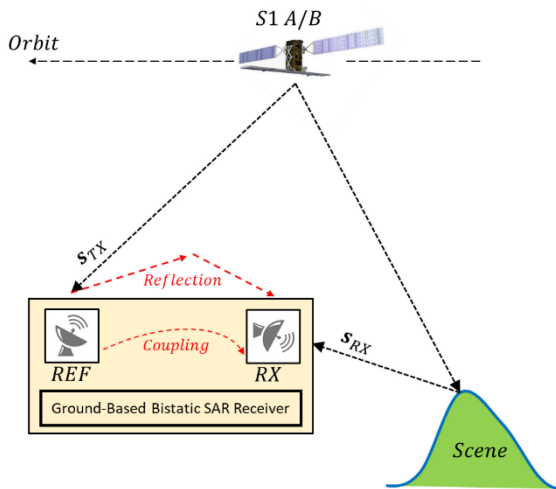 S1 A/B
Orbit
s_TX
Reflection
Coupling
s_RX
REF
RX
Ground-Based Bistatic SAR Receiver
Scene